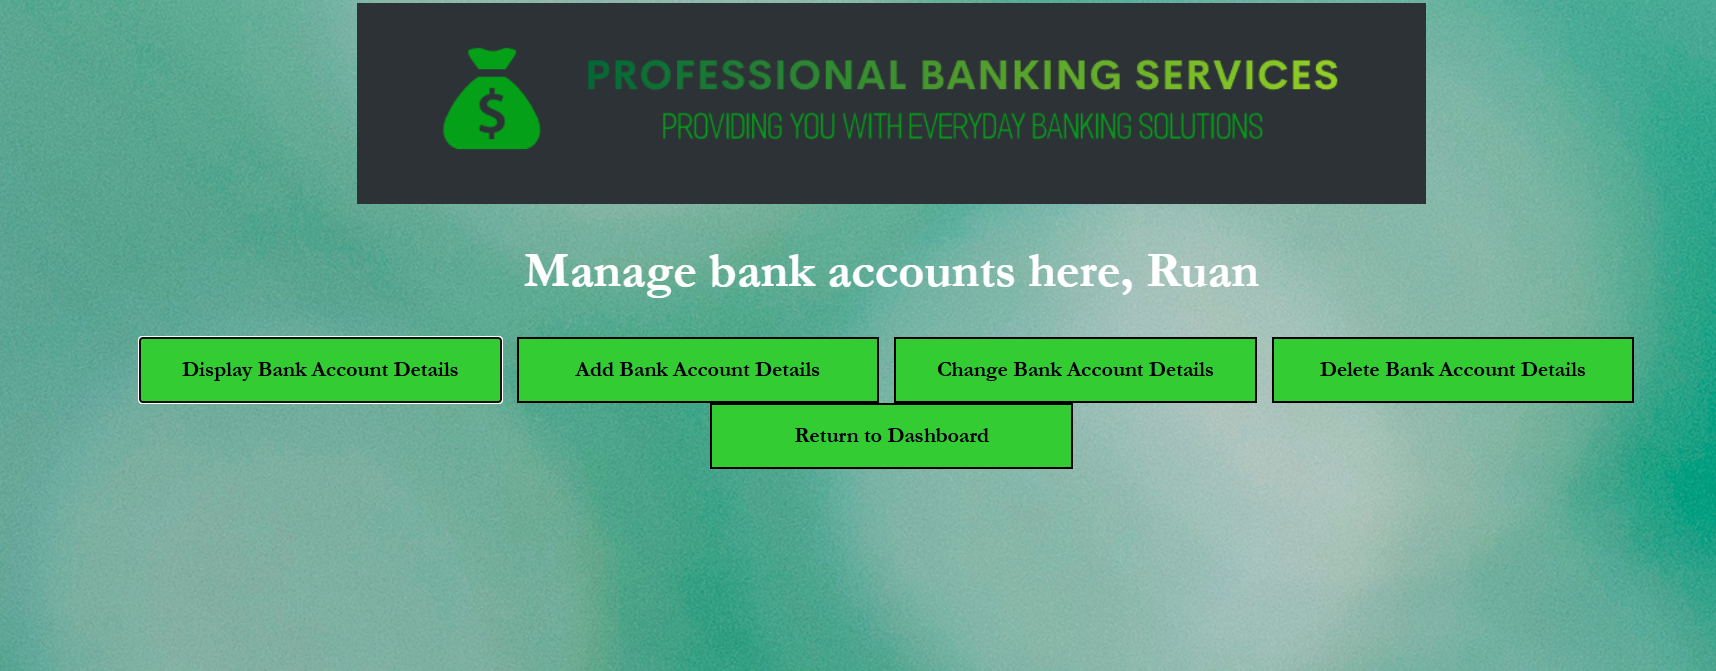 $
PROFESSIONAL BANKING SERVICES
PROVIDING YOU WITH EVERYDAY BANKING SOLUTIONS
Manage bank accounts here, Ruan
Display Bank Account Details
Add Bank Account Details
Change Bank Account Details
Delete Bank Account Details
Return to Dashboard